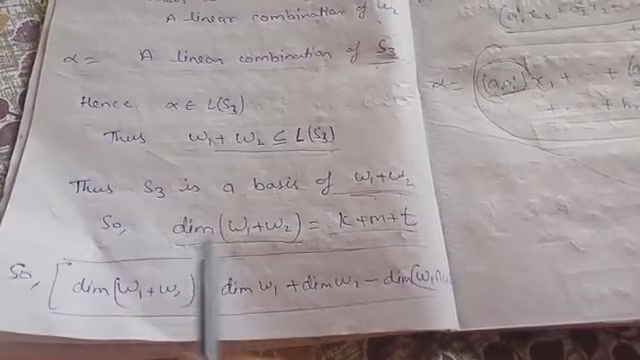 A linear combination of w₂
α = A linear combination of S₃
Hence α ∈ L(S₃)
Thus w₁ + w₂ ⊆ L(S₃)
Thus S₃ is a basis of w₁+w₂
So, dim(w₁+w₂) = k+m+t
So, [dim(w₁+w₂) dim w₁ + dim w₂ − dim(w₁∩w
α =
x₁ + ... +
+ ... +